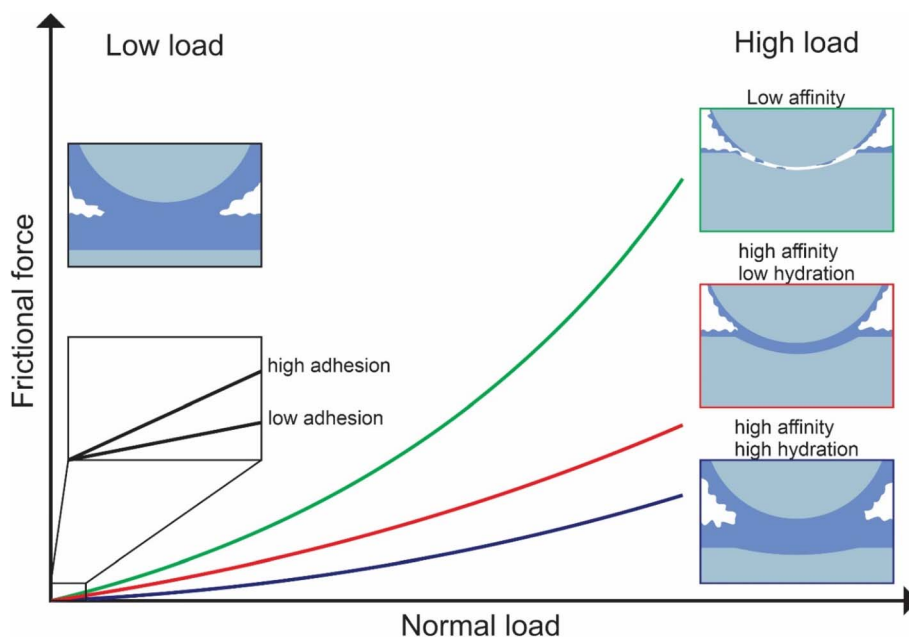 Low load
High load
Low affinity
high affinity
low hydration
high adhesion
low adhesion
high affinity
high hydration
Frictional force
Normal load